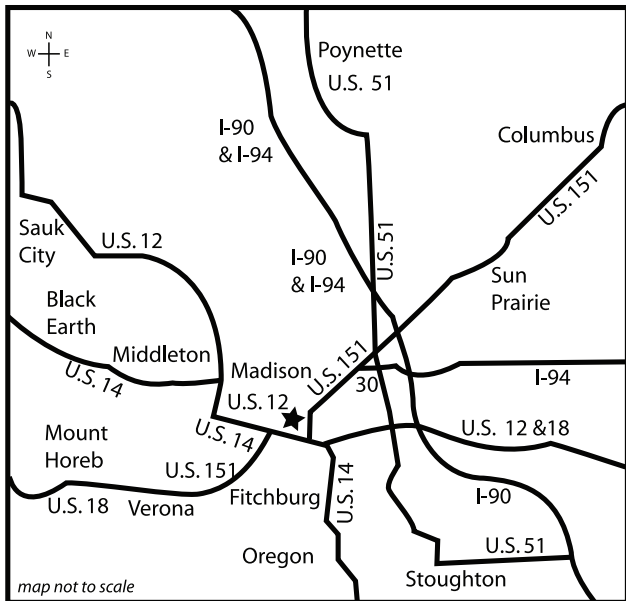 N
W E
S
Poynette
U.S. 51
I-90
& I-94
Columbus
U.S. 151
Sauk
City
U.S. 12
U.S. 51
I-90
& I-94
Sun
Prairie
Black
Earth
Middleton
U.S. 14
Madison
U.S. 151
30
I-94
U.S. 12
U.S. 14
U.S. 12 &18
Mount
Horeb
U.S. 151
U.S. 18
Verona
Fitchburg
U.S. 14
I-90
Oregon
U.S. 51
Stoughton
map not to scale